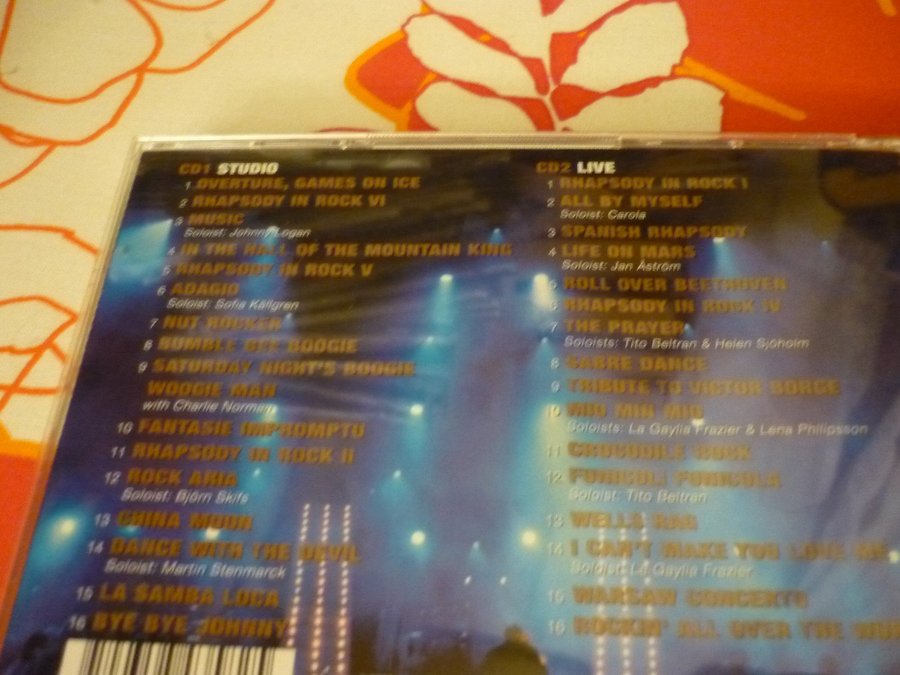 CD1 STUDIO
1 OVERTURE, GAMES ON ICE
2 RHAPSODY IN ROCK VI
3 MUSIC
Soloist: Johnny Logan
4 IN THE HALL OF THE MOUNTAIN KING
5 RHAPSODY IN ROCK V
6 ADAGIO
Soloist: Sofia Källgren
7 NUT ROCKER
8 BUMBLE BEE BOOGIE
9 SATURDAY NIGHT'S BOOGIE
WOOGIE MAN
with Charlie Norman
10 FANTASIE IMPROMPTU
11 RHAPSODY IN ROCK II
12 ROCK ARIA
Soloist: Björn Skifs
13 CHINA MOON
14 DANCE WITH THE DEVIL
Soloist: Martin Stenmarck
15 LA SAMBA LOCA
16 BYE BYE JOHNNY
CD2 LIVE
1 RHAPSODY IN ROCK I
2 ALL BY MYSELF
Soloist: Carola
3 SPANISH RHAPSODY
4 LIFE ON MARS
Soloist: Jan Åström
5 ROLL OVER BEETHOVEN
6 RHAPSODY IN ROCK IV
7 THE PRAYER
Soloists: Tito Beltran & Helen Sjöholm
8 SABRE DANCE
9 TRIBUTE TO VICTOR BORGE
10 MIO MIN MIO
Soloists: La Gaylia Frazier & Lena Philipsson
11 CROCODILE ROCK
12 FUNICULI FUNICULA
Soloist: Tito Beltran
13 WELLS RAG
14 I CAN'T MAKE YOU LOVE ME
Soloist: La Gaylia Frazier
15 WARSAW CONCERTO
16 ROCKIN' ALL OVER THE